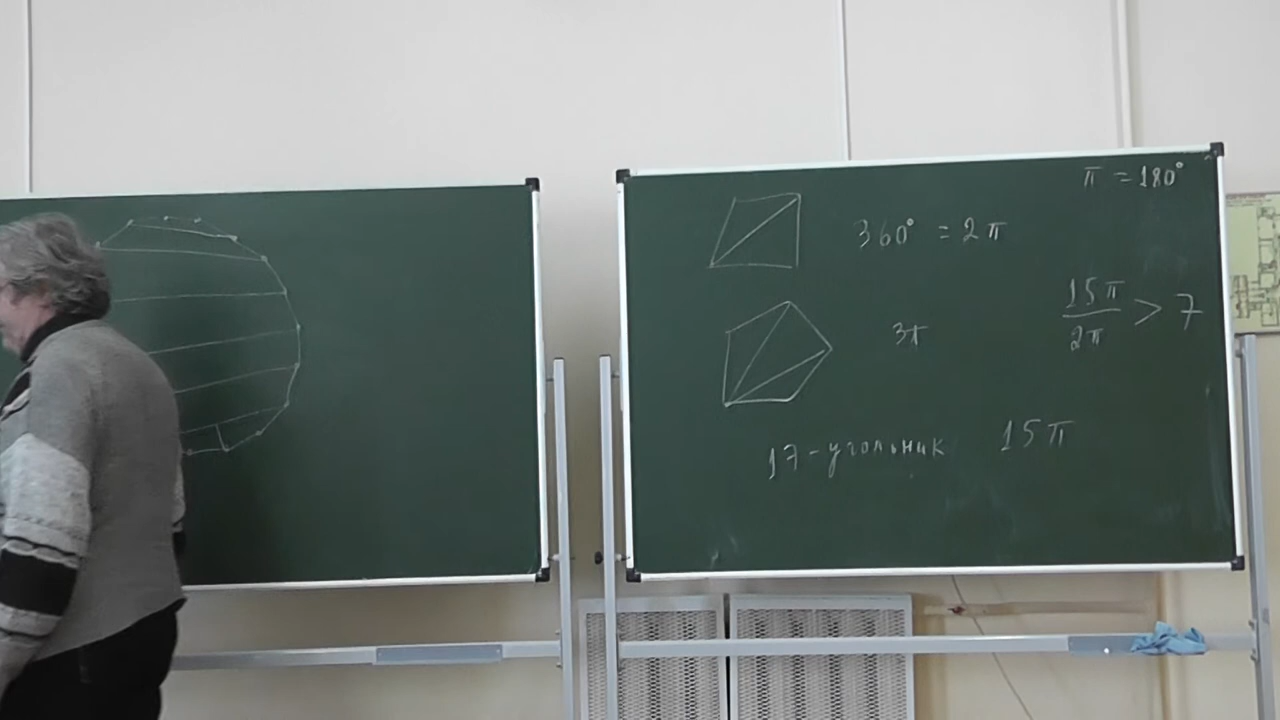 π = 180°
360° = 2π
15π / 2π > 7
3π
17-угольник 15π